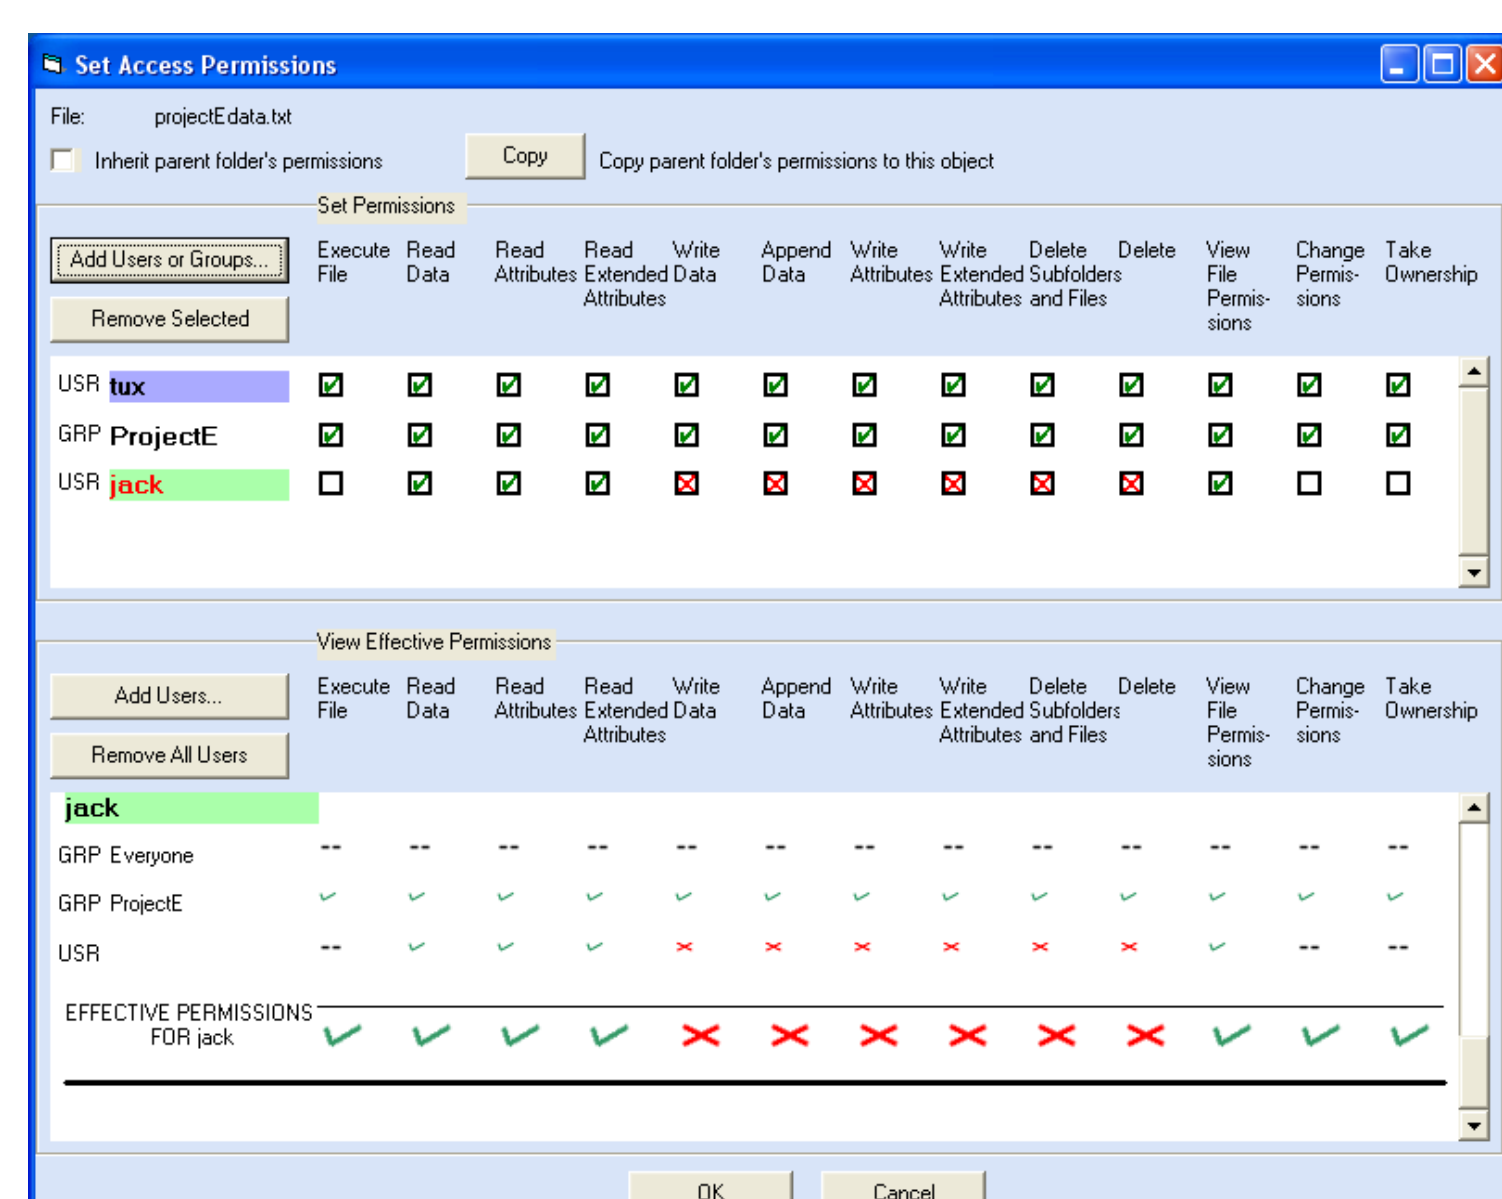 Set Access Permissions
File: projectEdata.txt
Inherit parent folder's permissions Copy Copy parent folder's permissions to this object
Set Permissions
Add Users or Groups...
Remove Selected
Execute File Read Data Read Attributes Read Extended Attributes Write Data Append Data Write Attributes Write Extended Attributes Delete Subfolders and Files Delete View File Permis-sions Change Permis-sions Take Ownership
USR tux
GRP ProjectE
USR jack
View Effective Permissions
Add Users...
Remove All Users
Execute File Read Data Read Attributes Read Extended Attributes Write Data Append Data Write Attributes Write Extended Attributes Delete Subfolders and Files Delete View File Permis-sions Change Permis-sions Take Ownership
jack
GRP Everyone -- -- -- -- -- -- -- -- -- -- -- -- --
GRP ProjectE
USR -- -- --
EFFECTIVE PERMISSIONS
FOR jack
OK Cancel